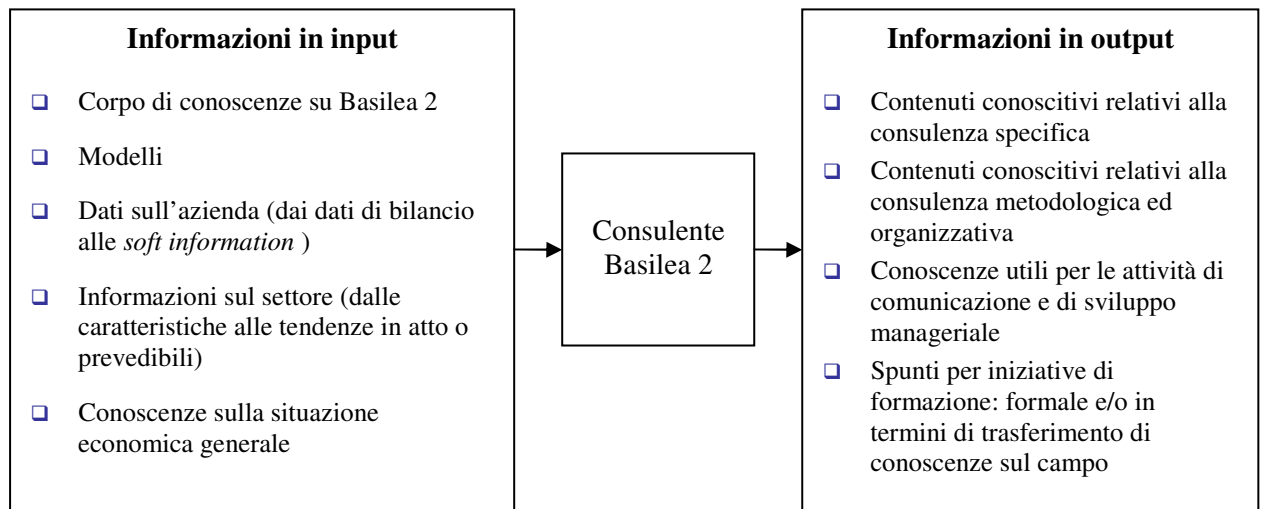 Informazioni in input
❑ Corpo di conoscenze su Basilea 2
❑ Modelli
❑ Dati sull'azienda (dai dati di bilancio
alle soft information )
❑ Informazioni sul settore (dalle
caratteristiche alle tendenze in atto o
prevedibili)
❑ Conoscenze sulla situazione
economica generale
Consulente
Basilea 2
Informazioni in output
❑ Contenuti conoscitivi relativi alla
consulenza specifica
❑ Contenuti conoscitivi relativi alla
consulenza metodologica ed
organizzativa
❑ Conoscenze utili per le attività di
comunicazione e di sviluppo
manageriale
❑ Spunti per iniziative di
formazione: formale e/o in
termini di trasferimento di
conoscenze sul campo